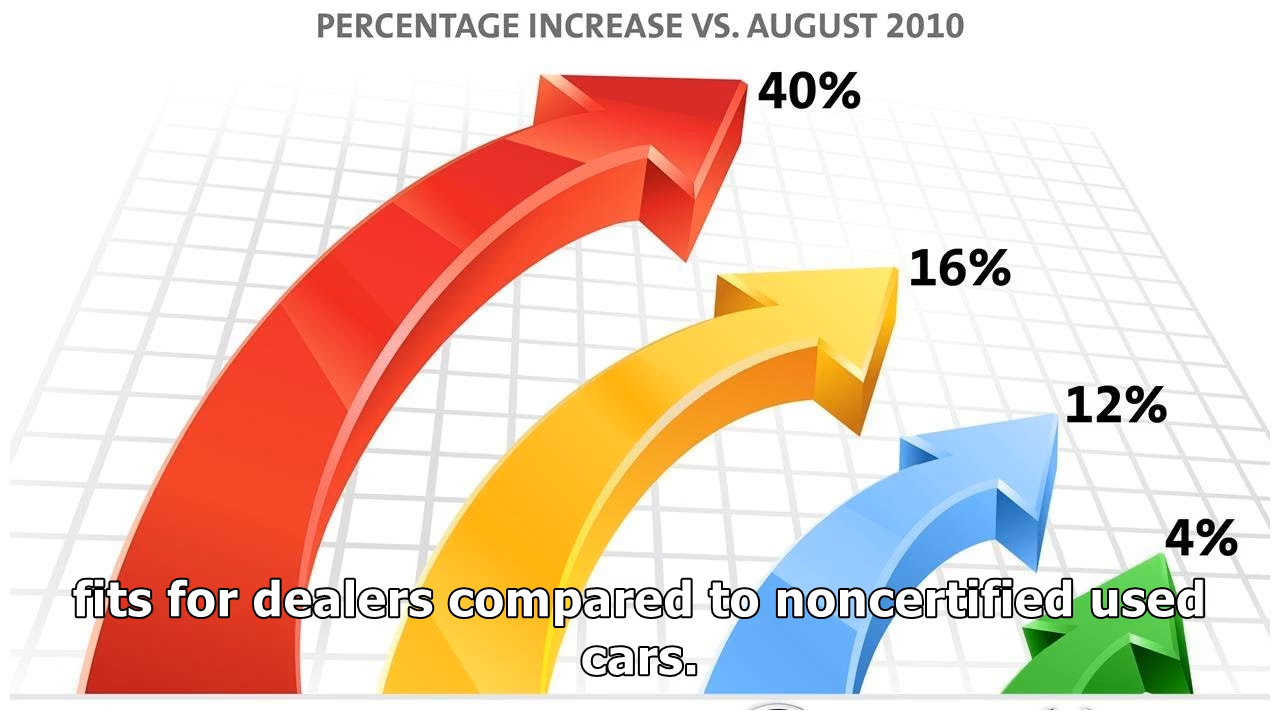 PERCENTAGE INCREASE VS. AUGUST 2010
40%
16%
12%
4%
fits for dealers compared to noncertified used
cars.